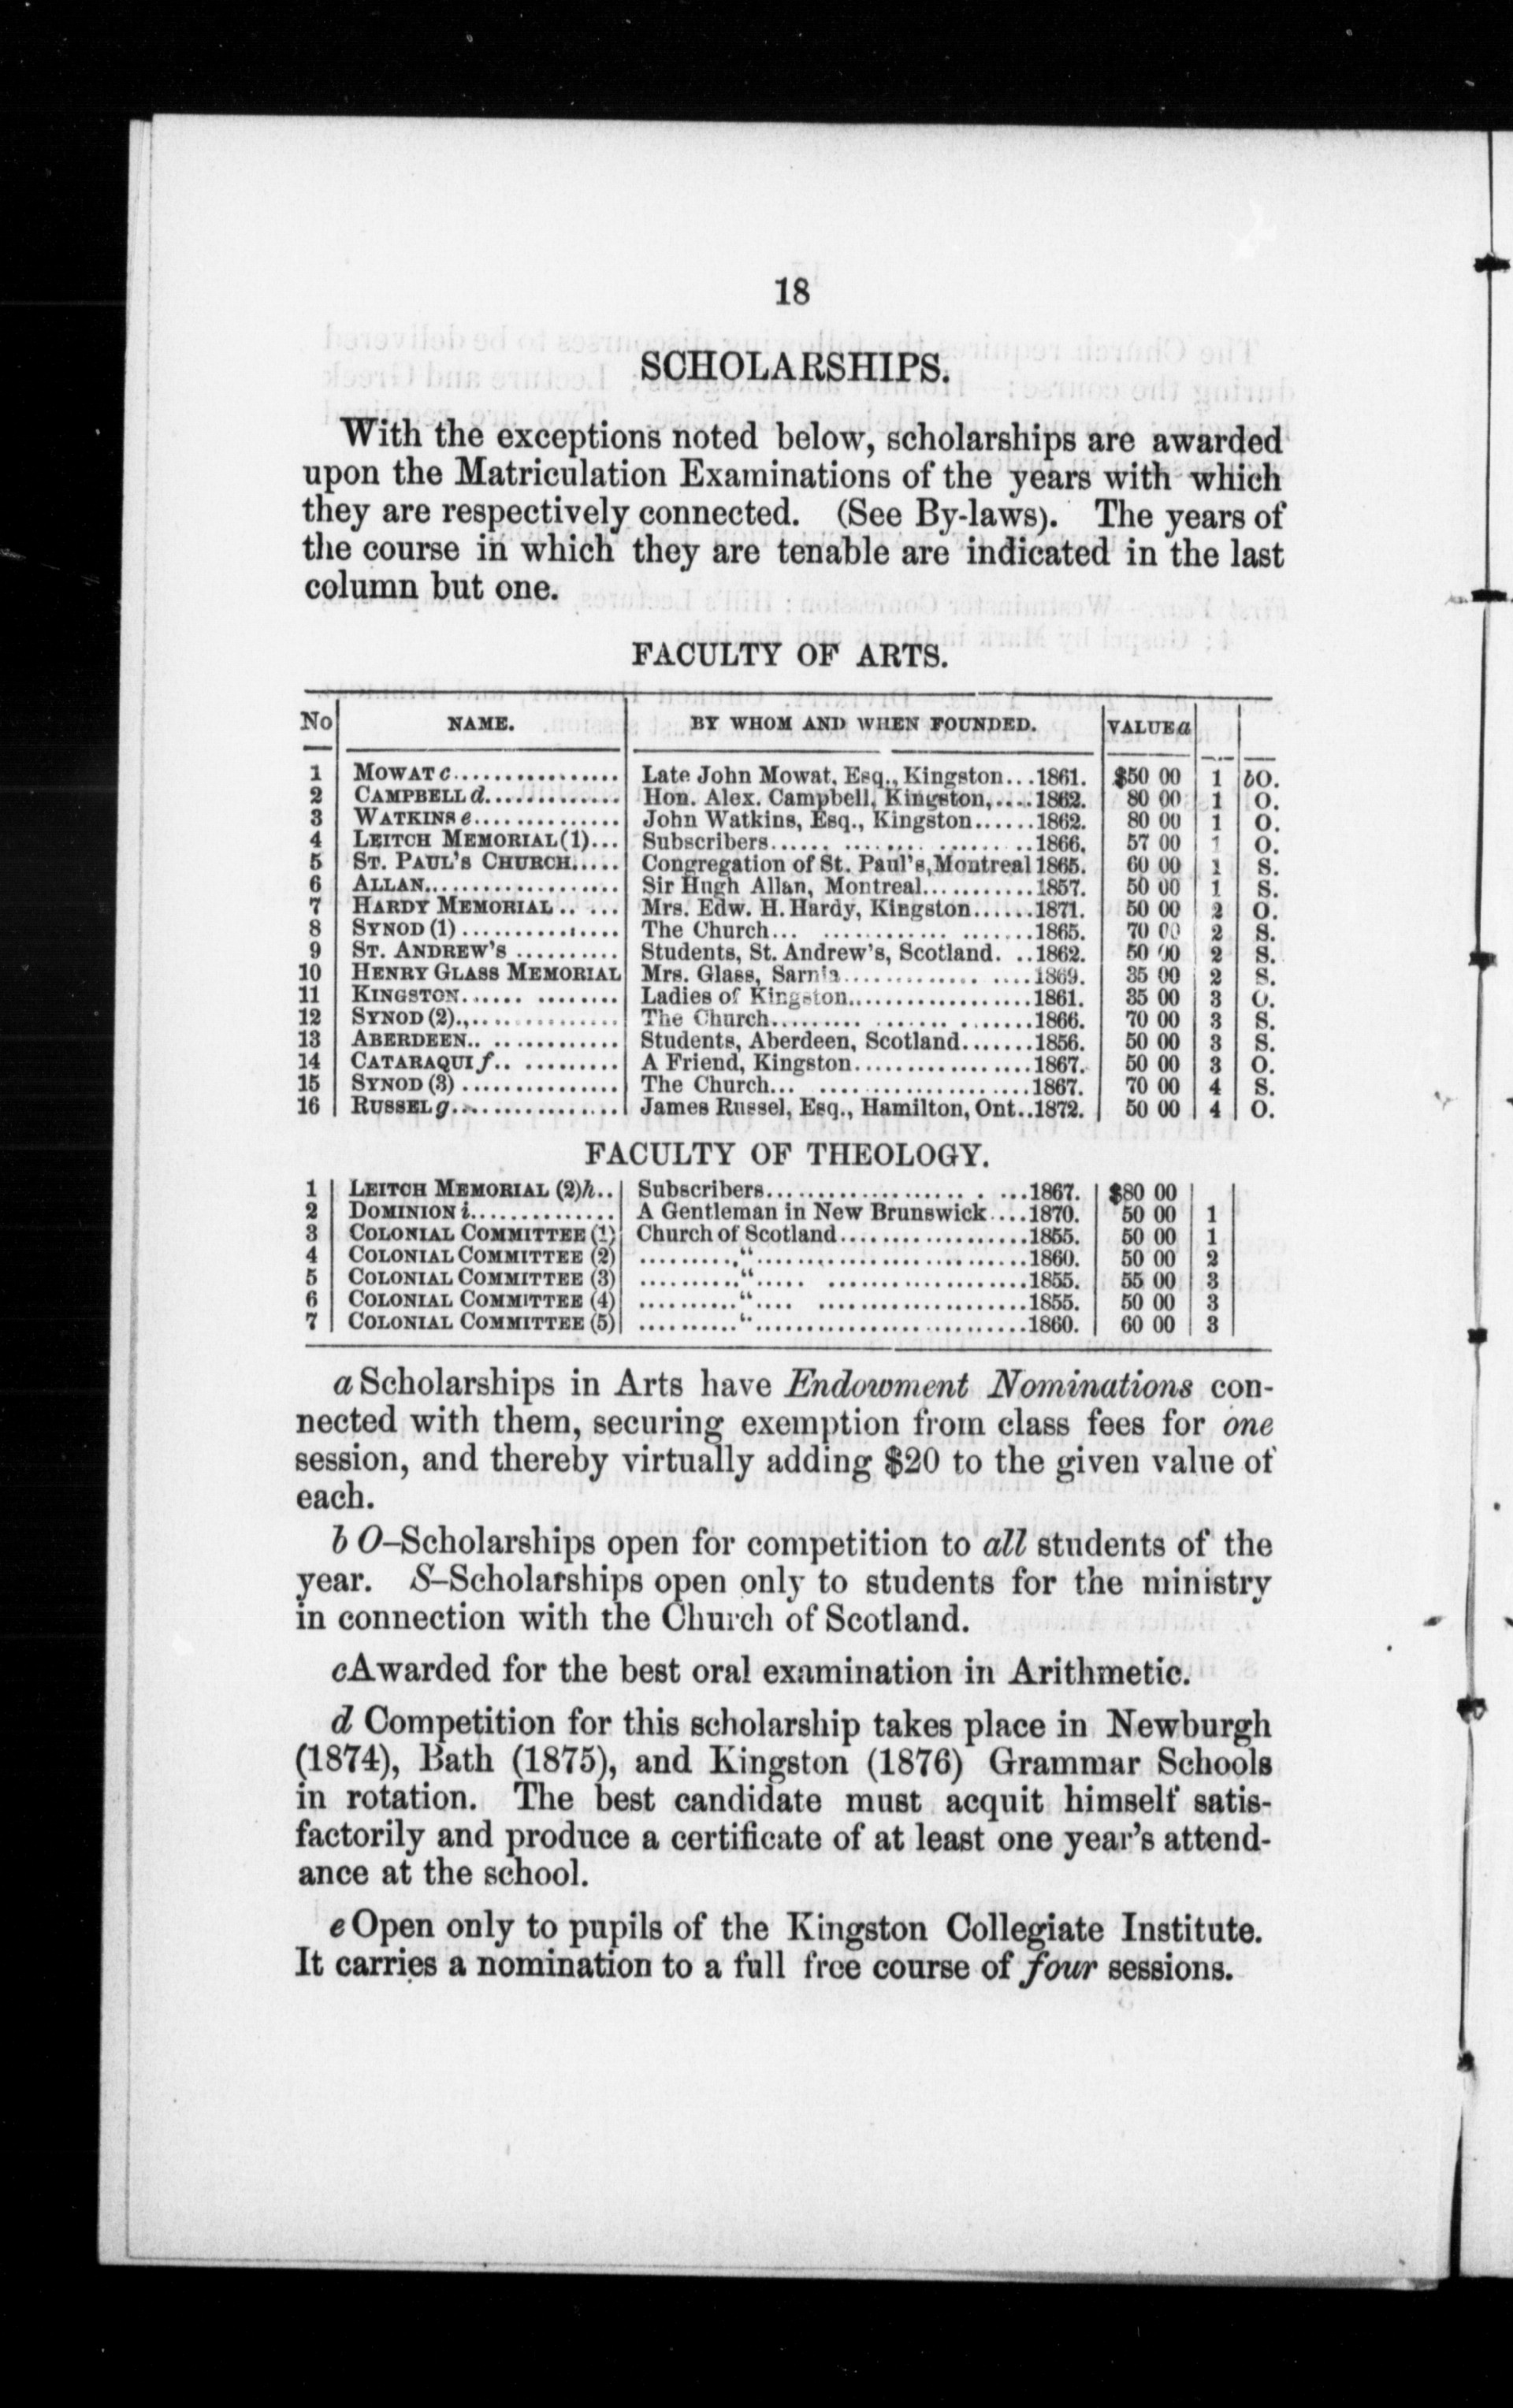 18
SCHOLARSHIPS.
With the exceptions noted below, scholarships are awarded
upon the Matriculation Examinations of the years with which
they are respectively connected. (See By-laws). The years of
the course in which they are tenable are indicated in the last
column but one.
FACULTY OF ARTS.
No NAME. BY WHOM AND WHEN FOUNDED. VALUE a
1 MOWAT c................ Late John Mowat, Esq., Kingston...1861. $50 00 1 bO.
2 CAMPBELL d............. Hon. Alex. Campbell, Kingston,....1862. 80 00 1 O.
3 WATKINS e.............. John Watkins, Esq., Kingston......1862. 80 00 1 O.
4 LEITCH MEMORIAL (1)... Subscribers...... ..... ..... ....1866. 57 00 1 O.
5 ST. PAUL'S CHURCH..... Congregation of St. Paul's, Montreal 1865. 60 00 1 S.
6 ALLAN................... Sir Hugh Allan, Montreal...........1857. 50 00 1 S.
7 HARDY MEMORIAL.. ... Mrs. Edw. H. Hardy, Kingston......1871. 50 00 2 O.
8 SYNOD (1)............... The Church... ............ .......1865. 70 00 2 S.
9 ST. ANDREW'S .......... Students, St. Andrew's, Scotland. ..1862. 50 00 2 S.
10 HENRY GLASS MEMORIAL Mrs. Glass, Sarnia............. ....1869. 35 00 2 S.
11 KINGSTON...... ........ Ladies of Kingston..................1861. 35 00 3 O.
12 SYNOD (2).,.............. The Church......... ....... .......1866. 70 00 3 S.
13 ABERDEEN.. ............ Students, Aberdeen, Scotland.......1856. 50 00 3 S.
14 CATARAQUI f.. ......... A Friend, Kingston.................1867. 50 00 3 O.
15 SYNOD (3)............... The Church... .....................1867. 70 00 4 S.
16 RUSSEL g................ James Russel, Esq., Hamilton, Ont..1872. 50 00 4 O.
FACULTY OF THEOLOGY.
1 LEITCH MEMORIAL (2) h.. Subscribers................... . ...1867. $80 00
2 DOMINION i.............. A Gentleman in New Brunswick....1870. 50 00 1
3 COLONIAL COMMITTEE (1) Church of Scotland..................1855. 50 00 1
4 COLONIAL COMMITTEE (2) .........."..........................1860. 50 00 2
5 COLONIAL COMMITTEE (3) .........."..... ...................1855. 55 00 3
6 COLONIAL COMMITTEE (4) .........."..... ...................1855. 50 00 3
7 COLONIAL COMMITTEE (5) .........."..........................1860. 60 00 3
a Scholarships in Arts have Endowment Nominations con-
nected with them, securing exemption from class fees for one
session, and thereby virtually adding $20 to the given value of
each.
b O–Scholarships open for competition to all students of the
year. S–Scholarships open only to students for the ministry
in connection with the Church of Scotland.
c Awarded for the best oral examination in Arithmetic.
d Competition for this scholarship takes place in Newburgh
(1874), Bath (1875), and Kingston (1876) Grammar Schools
in rotation. The best candidate must acquit himself satis-
factorily and produce a certificate of at least one year's attend-
ance at the school.
e Open only to pupils of the Kingston Collegiate Institute.
It carries a nomination to a full free course of four sessions.